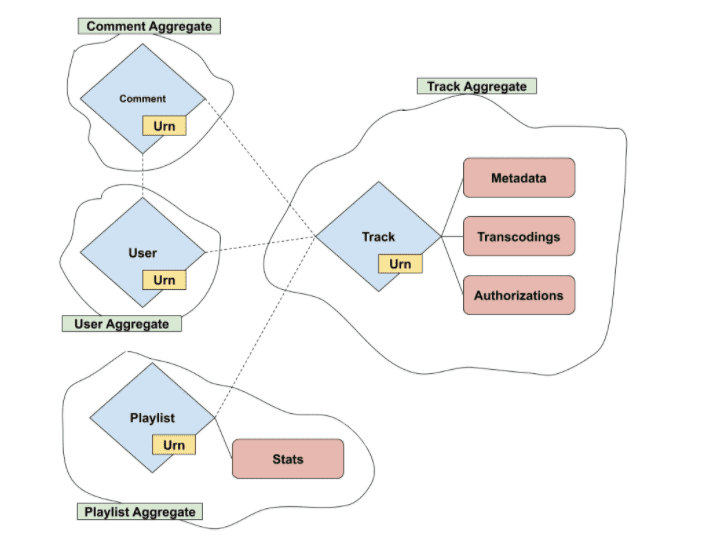 Comment Aggregate
Comment
Urn
User
Urn
User Aggregate
Track Aggregate
Track
Urn
Metadata
Transcodings
Authorizations
Playlist
Urn
Stats
Playlist Aggregate